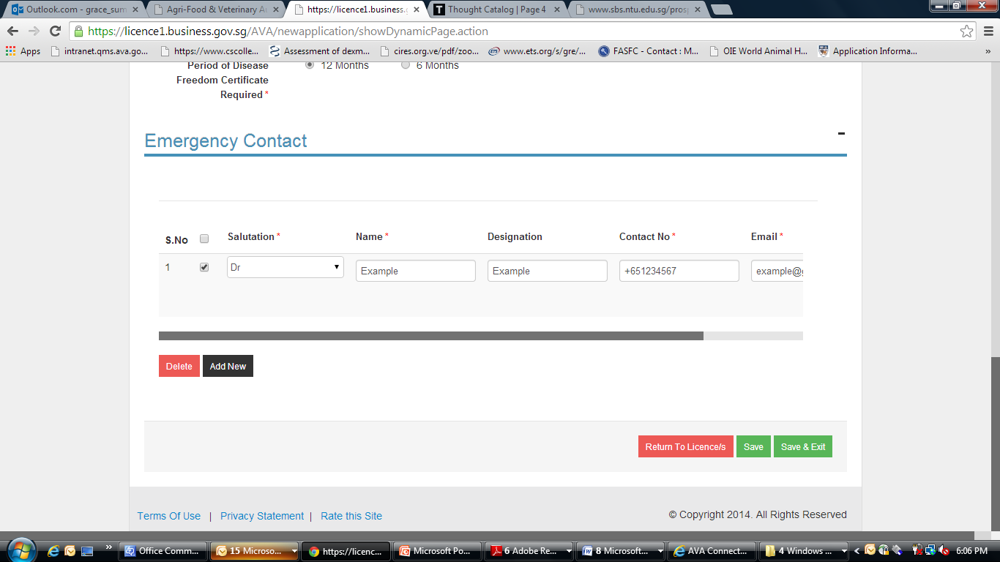 Outlook.com - grace_sum
Agri-Food & Veterinary Au
https://licence1.business.g
Thought Catalog | Page 4
www.sbs.ntu.edu.sg/prosp
https://licence1.business.gov.sg/AVA/newapplication/showDynamicPage.action
Apps intranet.qms.ava.go... https://www.cscolle... Assessment of dexm... cires.org.ve/pdf/zoo... www.ets.org/s/gre/... FASFC - Contact : M... OIE World Animal H... Application Informa... »
Period of Disease 12 Months 6 Months
Freedom Certificate
Required *
Emergency Contact -
S.No Salutation * Name * Designation Contact No * Email *
1 Dr Example Example +651234567 example@g
Delete Add New
Return To Licence/s Save Save & Exit
Terms Of Use | Privacy Statement | Rate this Site © Copyright 2014. All Rights Reserved
» Office Comm... 15 Microso... https://licenc... Microsoft Po... 6 Adobe Re... 8 Microsoft... AVA Connect... 4 Windows ... < 6:06 PM